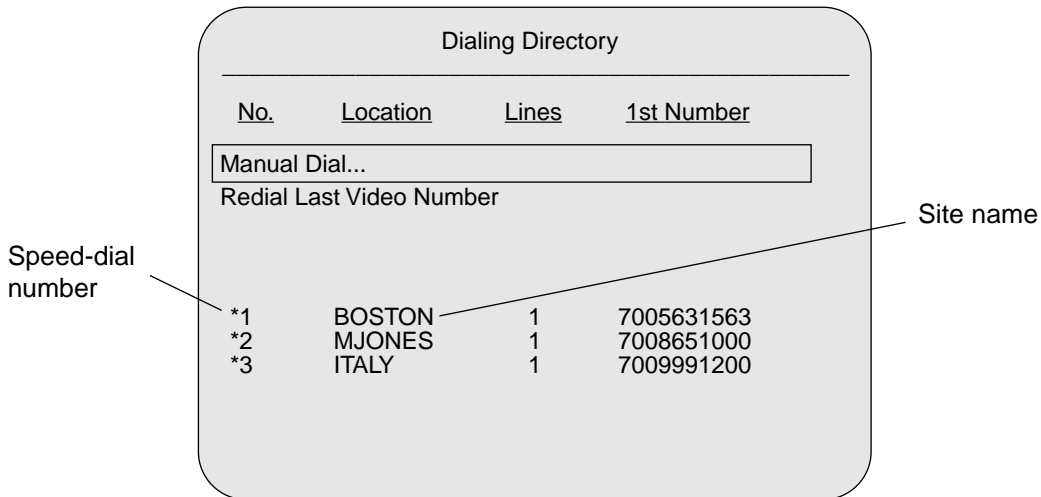 Dialing Directory
No. Location Lines 1st Number
Manual Dial...
Redial Last Video Number
Site name
Speed-dial
number
*1 BOSTON 1 7005631563
*2 MJONES 1 7008651000
*3 ITALY 1 7009991200